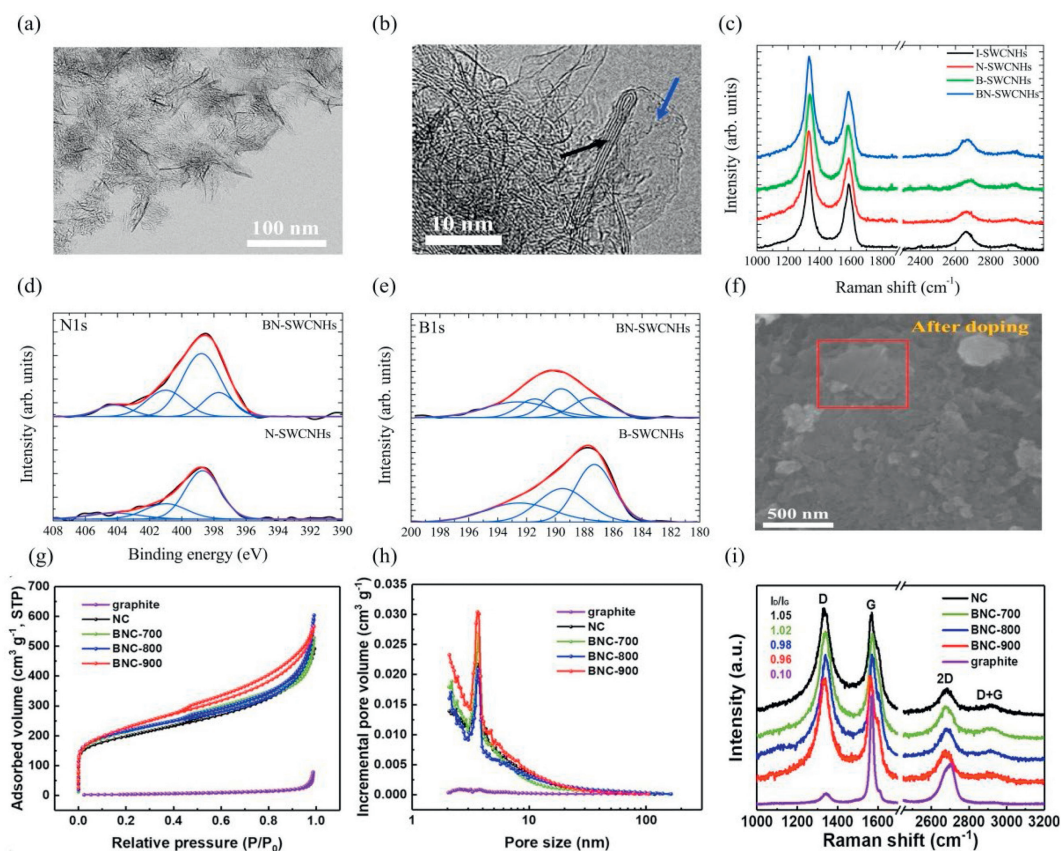 (a)
(b)
(c)
100 nm
10 nm
Intensity (arb. units)
I-SWCNHs
N-SWCNHs
B-SWCNHs
BN-SWCNHs
1000 1200 1400 1600 1800 2400 2600 2800 3000
Raman shift (cm-1)
(d)
(e)
(f)
N1s
BN-SWCNHs
N-SWCNHs
Intensity (arb. units)
408 406 404 402 400 398 396 394 392 390
Binding energy (eV)
B1s
BN-SWCNHs
B-SWCNHs
Intensity (arb. units)
200 198 196 194 192 190 188 186 184 182 180
Binding energy (eV)
After doping
500 nm
(g)
(h)
(i)
Adsorbed volume (cm3 g-1, STP)
700
600
500
400
300
200
100
0
graphite
NC
BNC-700
BNC-800
BNC-900
0.0 0.2 0.4 0.6 0.8 1.0
Relative pressure (P/P0)
Incremental pore volume (cm3 g-1)
0.035
0.030
0.025
0.020
0.015
0.010
0.005
0.000
graphite
NC
BNC-700
BNC-800
BNC-900
1 10 100
Pore size (nm)
Intensity (a.u.)
ID/IG
1.05
1.02
0.98
0.96
0.10
D
G
2D
D+G
NC
BNC-700
BNC-800
BNC-900
graphite
1000 1200 1400 1600 2600 2800 3000 3200
Raman shift (cm-1)